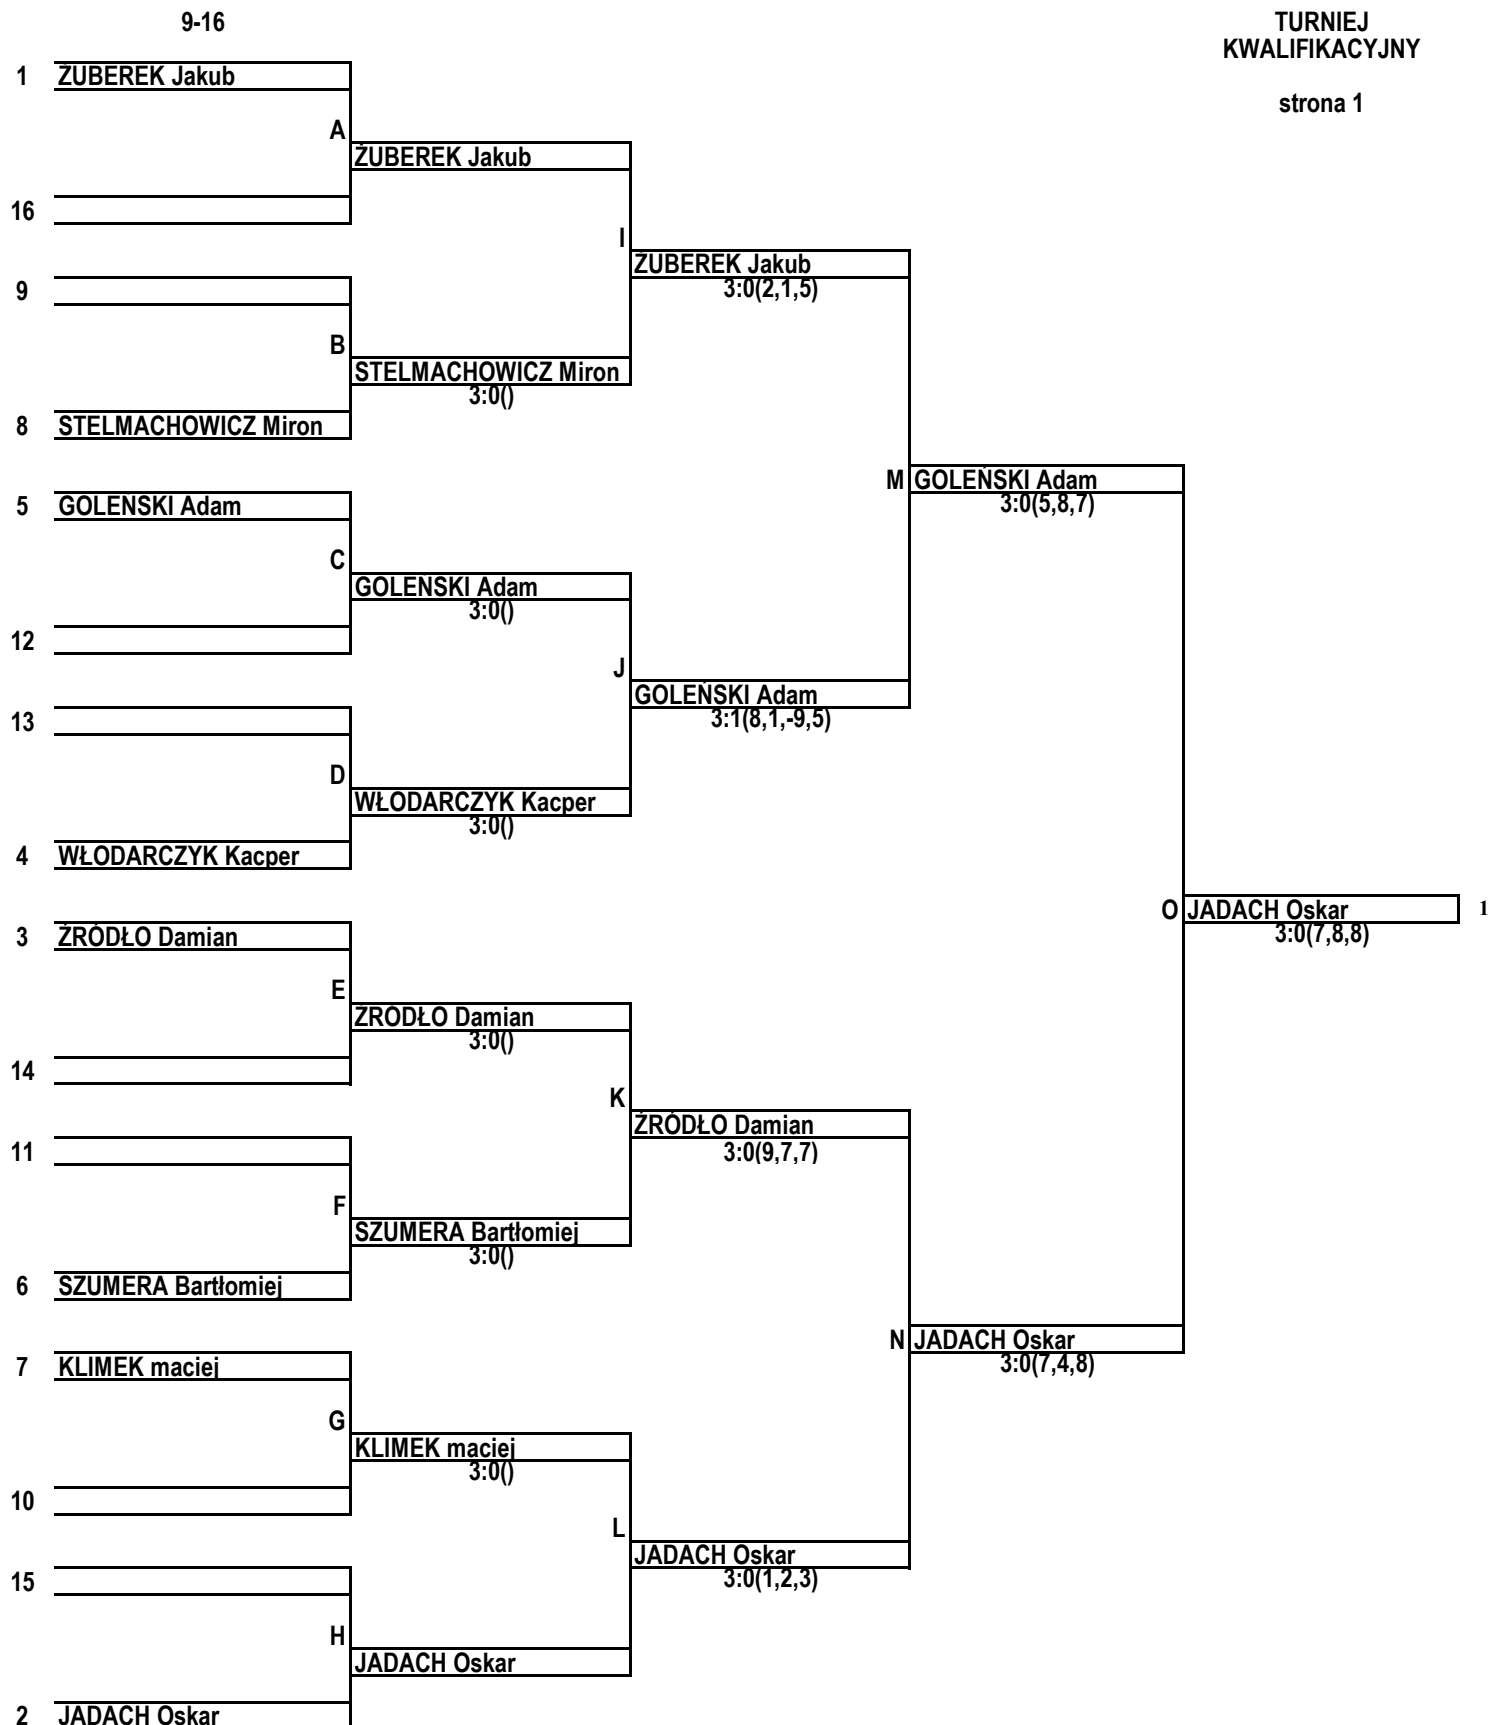 9-16
TURNIEJ
KWALIFIKACYJNY
strona 1
1 ŻUBEREK Jakub
A
ŻUBEREK Jakub
16
I
ŻUBEREK Jakub
3:0(2,1,5)
9
B
STELMACHOWICZ Miron
3:0()
8 STELMACHOWICZ Miron
M GOLEŃSKI Adam
3:0(5,8,7)
5 GOLEŃSKI Adam
C
GOLEŃSKI Adam
3:0()
12
J
GOLEŃSKI Adam
3:1(8,1,-9,5)
13
D
WŁODARCZYK Kacper
3:0()
4 WŁODARCZYK Kacper
O JADACH Oskar 1
3:0(7,8,8)
3 ŹRÓDŁO Damian
E
ŹRÓDŁO Damian
3:0()
14
K
ŹRÓDŁO Damian
3:0(9,7,7)
11
F
SZUMERA Bartłomiej
3:0()
6 SZUMERA Bartłomiej
N JADACH Oskar
3:0(7,4,8)
7 KLIMEK maciej
G
KLIMEK maciej
3:0()
10
L
JADACH Oskar
3:0(1,2,3)
15
H
JADACH Oskar
2 JADACH Oskar